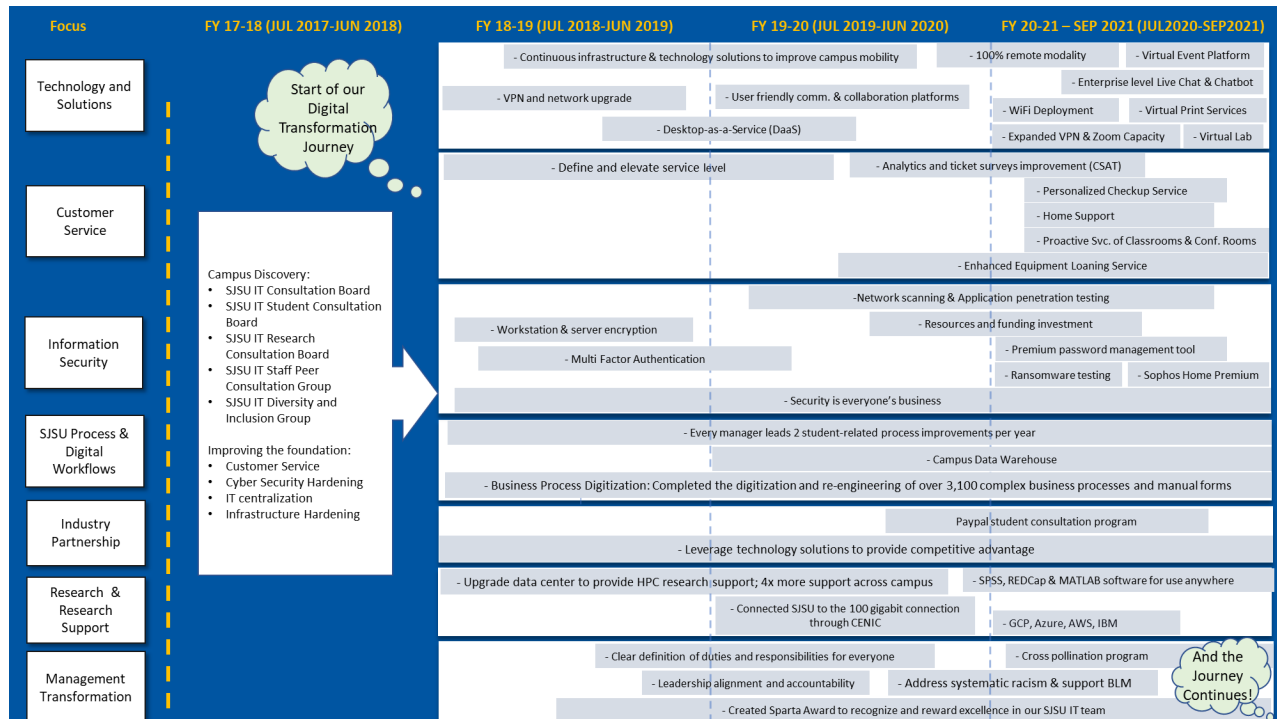 Focus
FY 17-18 (JUL 2017-JUN 2018)
FY 18-19 (JUL 2018-JUN 2019)
FY 19-20 (JUL 2019-JUN 2020)
FY 20-21 – SEP 2021 (JUL2020-SEP2021)
Start of our
Digital
Transformation
Journey
Campus Discovery:
• SJSU IT Consultation Board
• SJSU IT Student Consultation
Board
• SJSU IT Research
Consultation Board
• SJSU IT Staff Peer
Consultation Group
• SJSU IT Diversity and
Inclusion Group
Improving the foundation:
• Customer Service
• Cyber Security Hardening
• IT centralization
• Infrastructure Hardening
Technology and
Solutions
- Continuous infrastructure & technology solutions to improve campus mobility
- 100% remote modality
- Virtual Event Platform
- Enterprise level Live Chat & Chatbot
- VPN and network upgrade
- User friendly comm. & collaboration platforms
- WiFi Deployment
- Virtual Print Services
- Desktop-as-a-Service (DaaS)
- Expanded VPN & Zoom Capacity
- Virtual Lab
Customer
Service
- Define and elevate service level
- Analytics and ticket surveys improvement (CSAT)
- Personalized Checkup Service
- Home Support
- Proactive Svc. of Classrooms & Conf. Rooms
- Enhanced Equipment Loaning Service
Information
Security
-Network scanning & Application penetration testing
- Workstation & server encryption
- Resources and funding investment
- Multi Factor Authentication
- Premium password management tool
- Ransomware testing
- Sophos Home Premium
- Security is everyone's business
SJSU Process &
Digital
Workflows
- Every manager leads 2 student-related process improvements per year
- Campus Data Warehouse
- Business Process Digitization: Completed the digitization and re-engineering of over 3,100 complex business processes and manual forms
Industry
Partnership
Paypal student consultation program
- Leverage technology solutions to provide competitive advantage
Research &
Research
Support
- Upgrade data center to provide HPC research support; 4x more support across campus
- SPSS, REDCap & MATLAB software for use anywhere
- Connected SJSU to the 100 gigabit connection
through CENIC
- GCP, Azure, AWS, IBM
Management
Transformation
- Clear definition of duties and responsibilities for everyone
- Cross pollination program
- Leadership alignment and accountability
- Address systematic racism & support BLM
- Created Sparta Award to recognize and reward excellence in our SJSU IT team
And the
Journey
Continues!